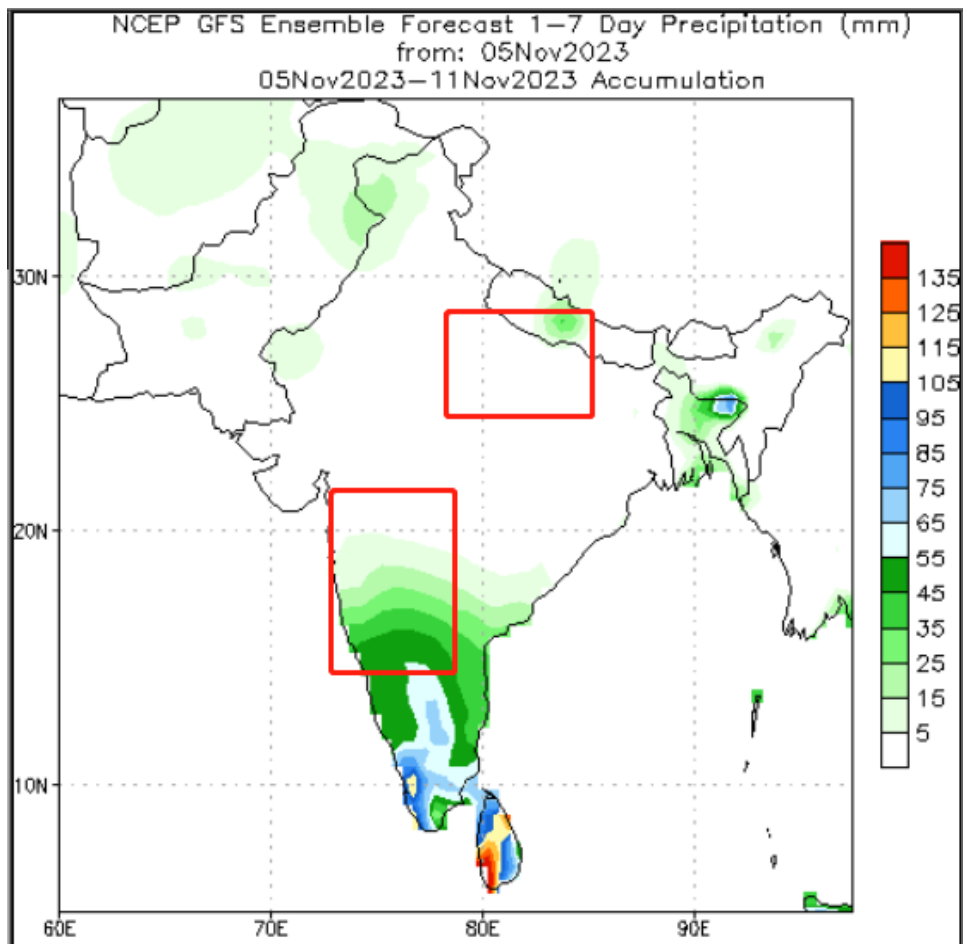 NCEP GFS Ensemble Forecast 1-7 Day Precipitation (mm)
from: 05Nov2023
05Nov2023-11Nov2023 Accumulation
30N
20N
10N
60E
70E
80E
90E
135
125
115
105
95
85
75
65
55
45
35
25
15
5